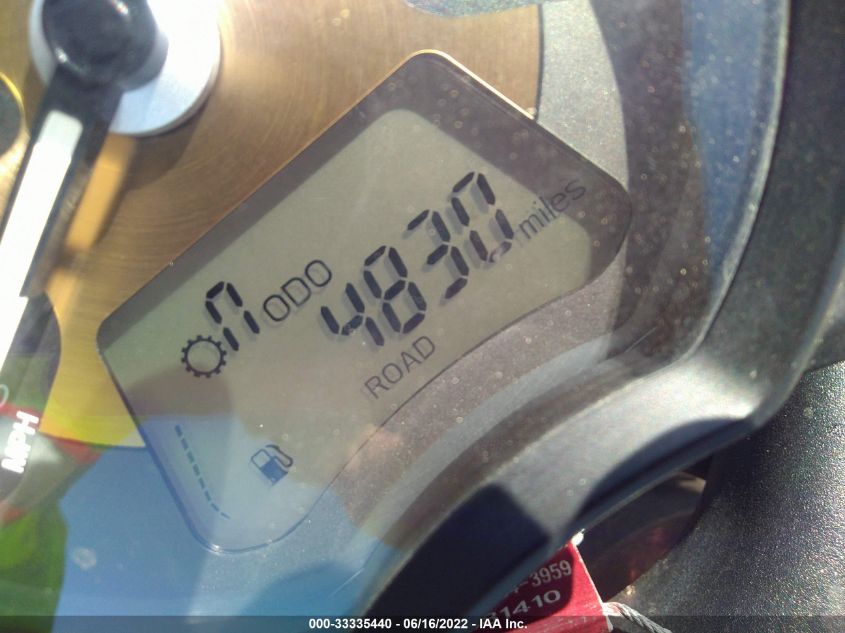 n ODO 4830 miles
ROAD
MPH
-3959
1410
000-33335440 - 06/16/2022 - IAA Inc.